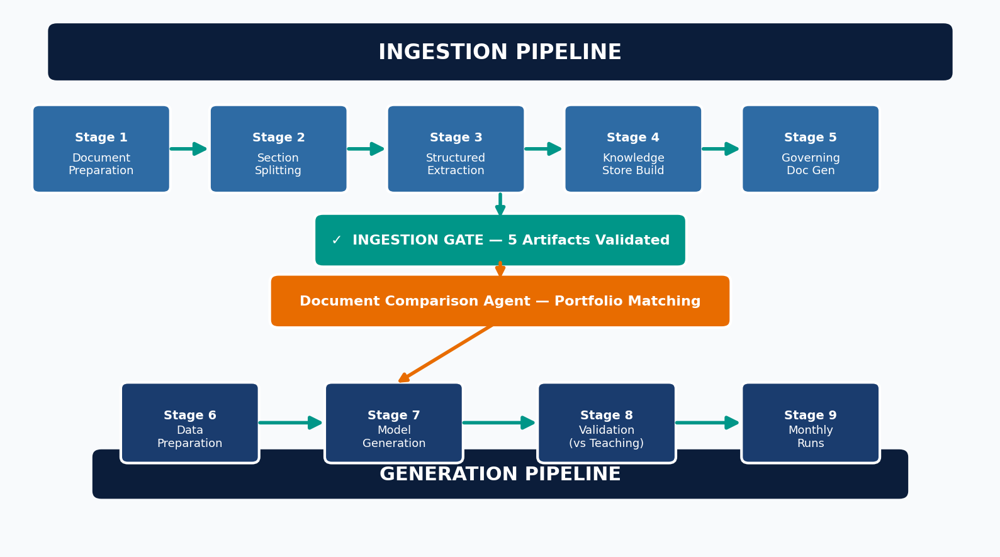 INGESTION PIPELINE
Stage 1
Document
Preparation
Stage 2
Section
Splitting
Stage 3
Structured
Extraction
Stage 4
Knowledge
Store Build
Stage 5
Governing
Doc Gen
✓ INGESTION GATE — 5 Artifacts Validated
Document Comparison Agent — Portfolio Matching
Stage 6
Data
Preparation
Stage 7
Model
Generation
Stage 8
Validation
(vs Teaching)
Stage 9
Monthly
Runs
GENERATION PIPELINE